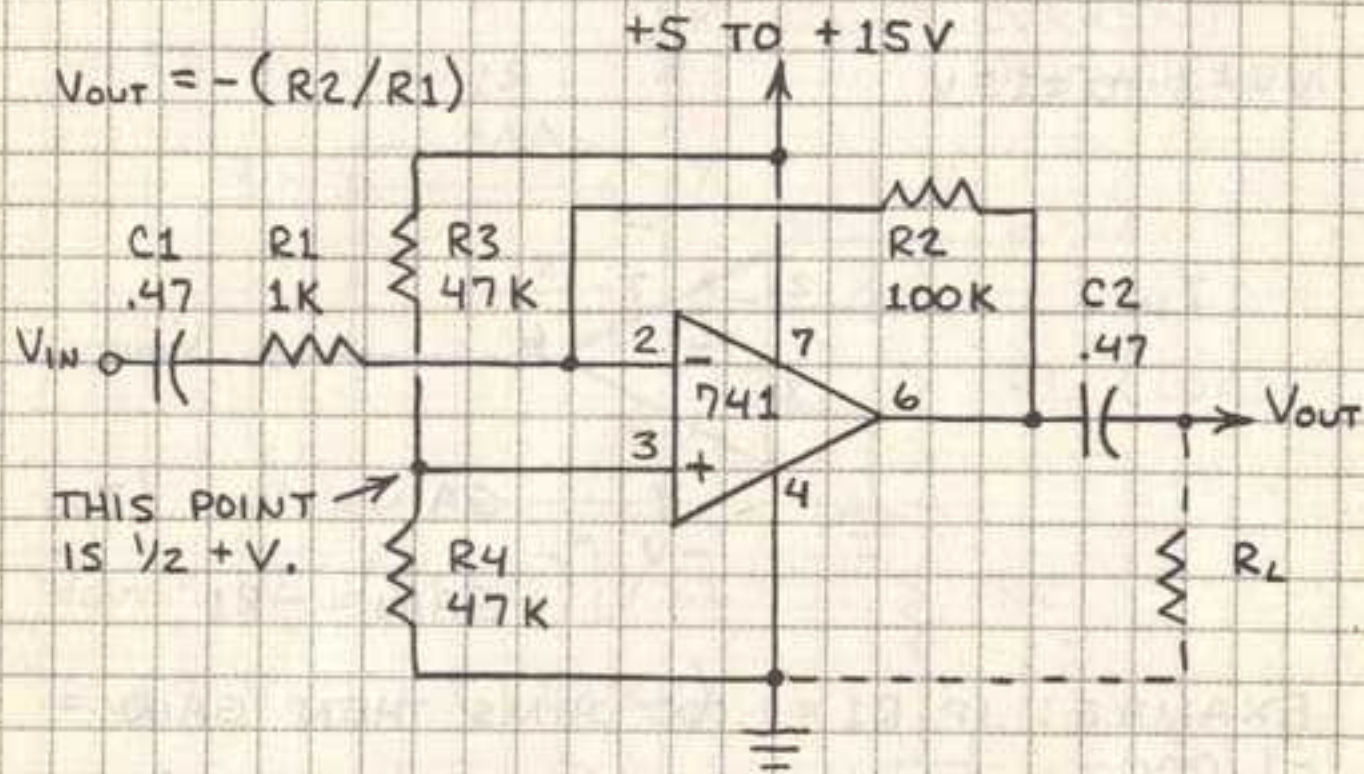 +5 TO +15V
VOUT = -(R2/R1)
C1
.47
R1
1K
R3
47K
R2
100K
C2
.47
VIN
2
-
7
741
6
VOUT
3
+
4
THIS POINT
IS 1/2 +V.
R4
47K
RL